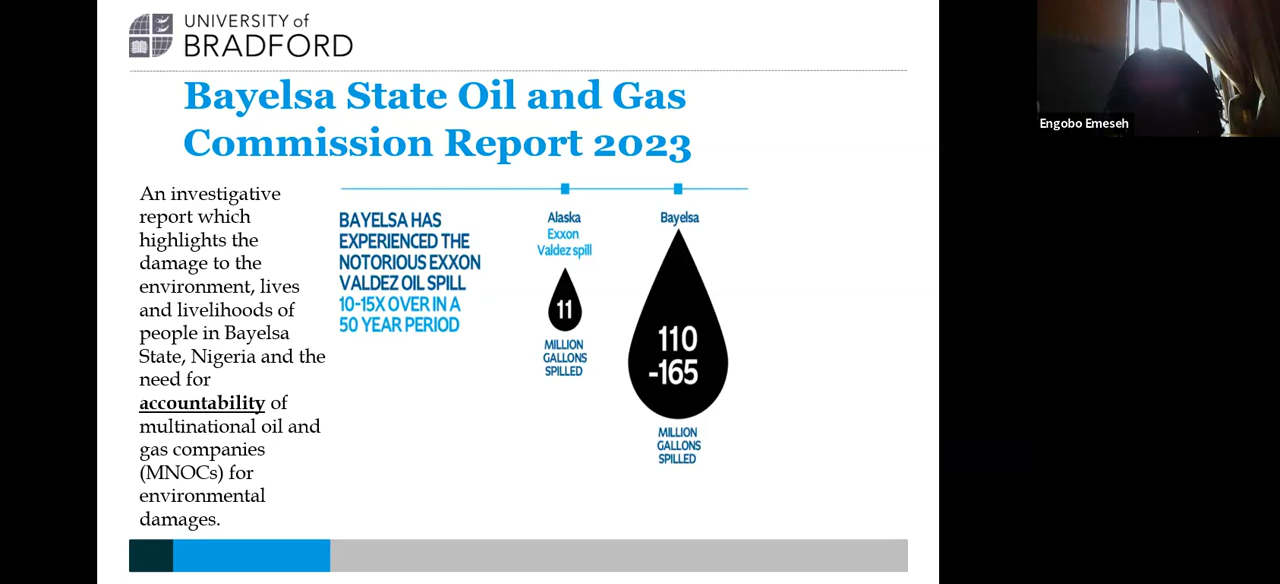 UNIVERSITY of
BRADFORD
Bayelsa State Oil and Gas
Commission Report 2023
An investigative
report which
highlights the
damage to the
environment, lives
and livelihoods of
people in Bayelsa
State, Nigeria and the
need for
accountability of
multinational oil and
gas companies
(MNOCs) for
environmental
damages.
BAYELSA HAS
EXPERIENCED THE
NOTORIOUS EXXON
VALDEZ OIL SPILL
10-15X OVER IN A
50 YEAR PERIOD
Alaska
Exxon
Valdez spill
11
MILLION
GALLONS
SPILLED
Bayelsa
110
-165
MILLION
GALLONS
SPILLED
Engobo Emeseh